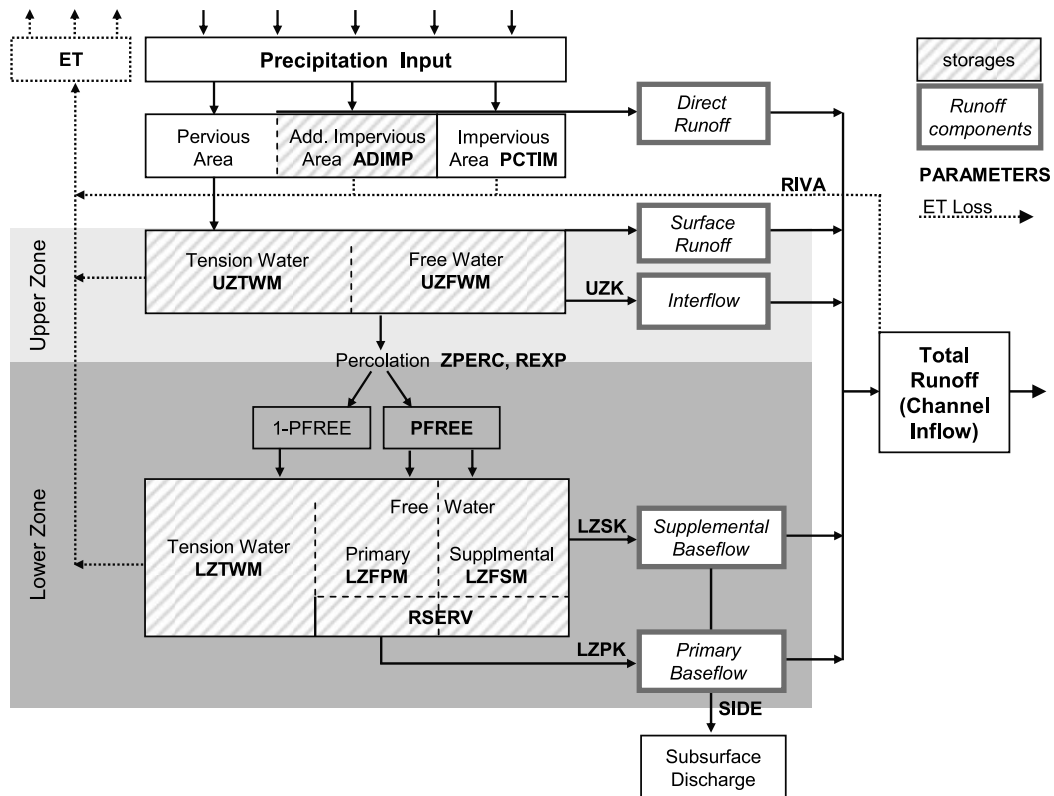 ET
Precipitation Input
storages
Runoff
components
PARAMETERS
ET Loss
Pervious
Area
Add. Impervious
Area ADIMP
Impervious
Area PCTIM
Direct
Runoff
RIVA
Upper Zone
Tension Water
UZTWM
Free Water
UZFWM
Surface
Runoff
UZK
Interflow
Percolation ZPERC, REXP
Total
Runoff
(Channel
Inflow)
Lower Zone
1-PFREE
PFREE
Free Water
Tension Water
LZTWM
Primary
LZFPM
Supplmental
LZFSM
RSERV
LZSK
Supplemental
Baseflow
LZPK
Primary
Baseflow
SIDE
Subsurface
Discharge